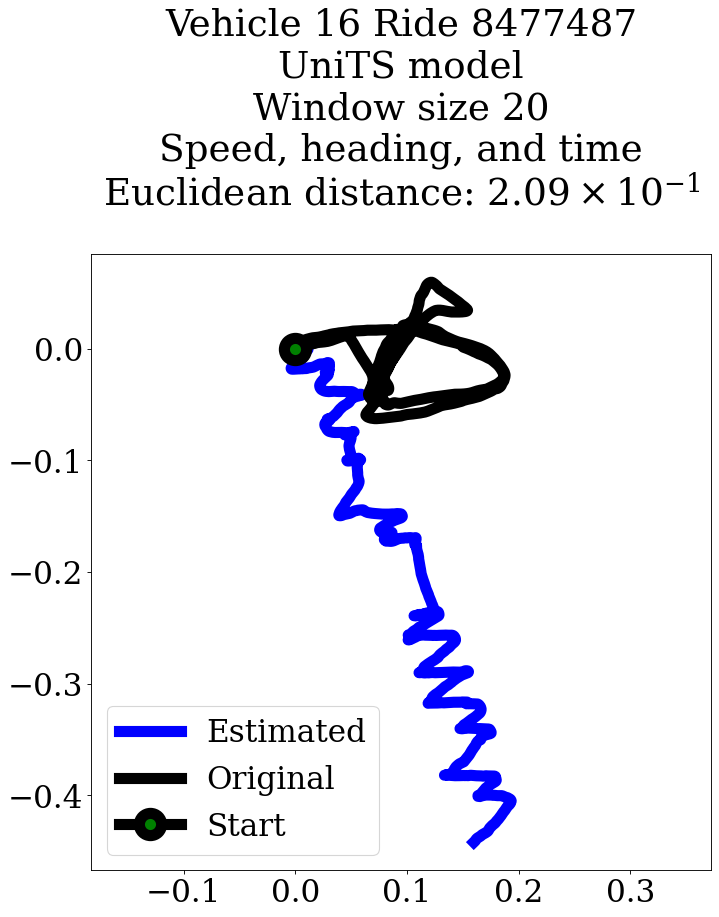 Vehicle 16 Ride 8477487
UniTS model
Window size 20
Speed, heading, and time
Euclidean distance: 2.09 × 10⁻¹
0.0
−0.1
−0.2
−0.3
−0.4
Estimated
Original
Start
−0.1
0.0
0.1
0.2
0.3